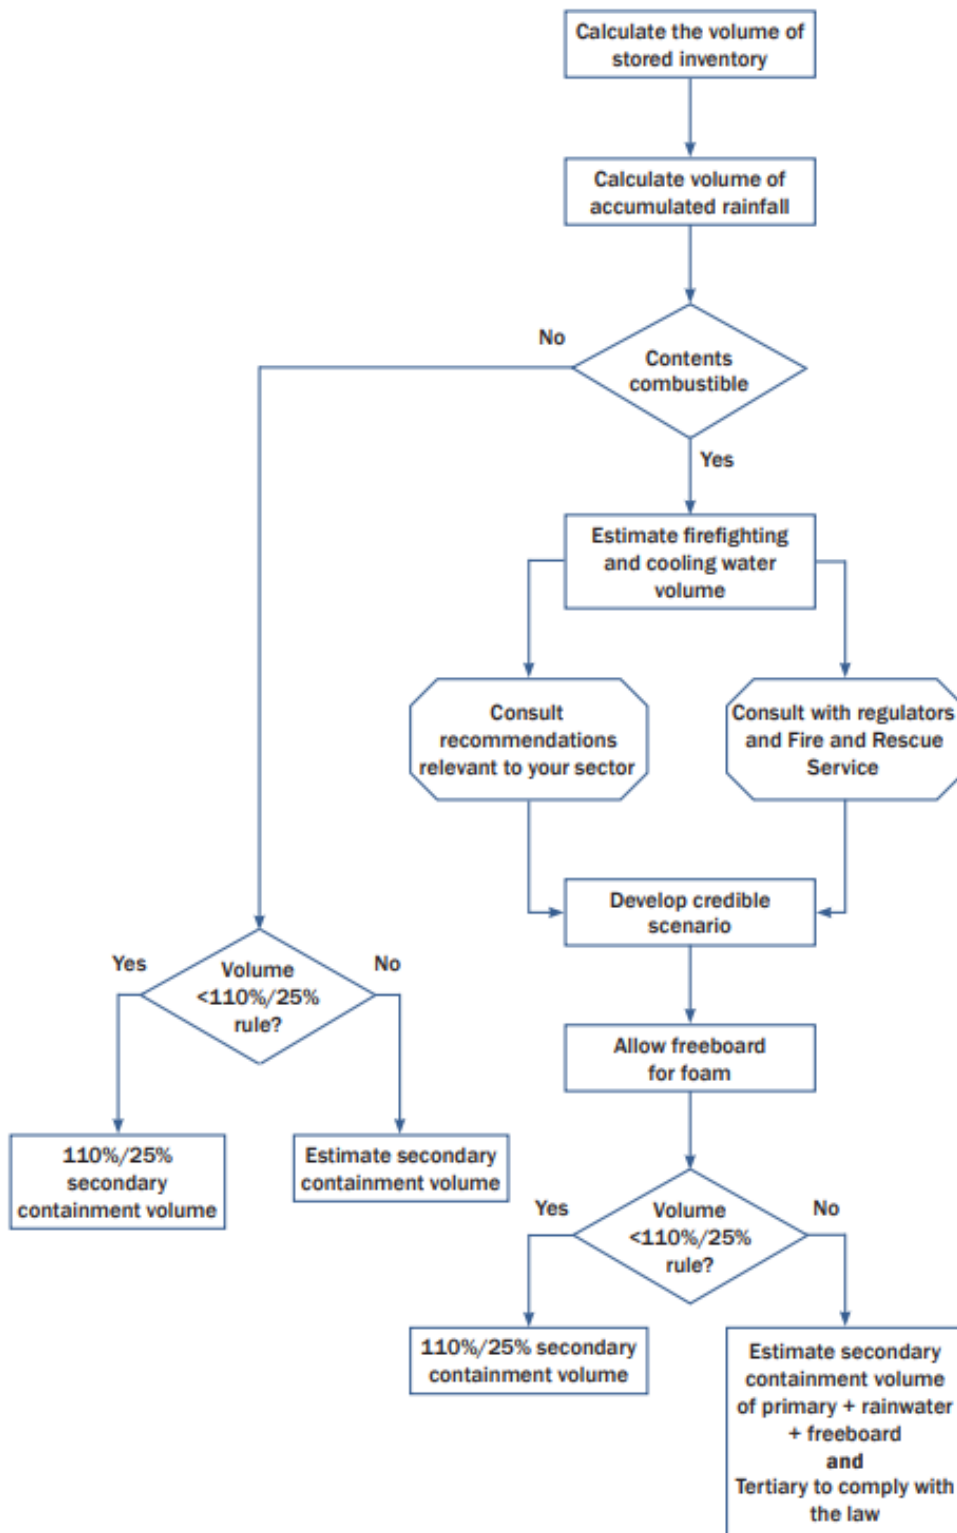 Calculate the volume of
stored inventory
Calculate volume of
accumulated rainfall
No
Contents
combustible
Yes
Estimate firefighting
and cooling water
volume
Consult
recommendations
relevant to your sector
Consult with regulators
and Fire and Rescue
Service
Develop credible
scenario
Yes
Volume
<110%/25%
rule?
No
Allow freeboard
for foam
110%/25%
secondary
containment volume
Estimate secondary
containment volume
Yes
Volume
<110%/25%
rule?
No
110%/25% secondary
containment volume
Estimate secondary
containment volume
of primary + rainwater
+ freeboard
and
Tertiary to comply with
the law